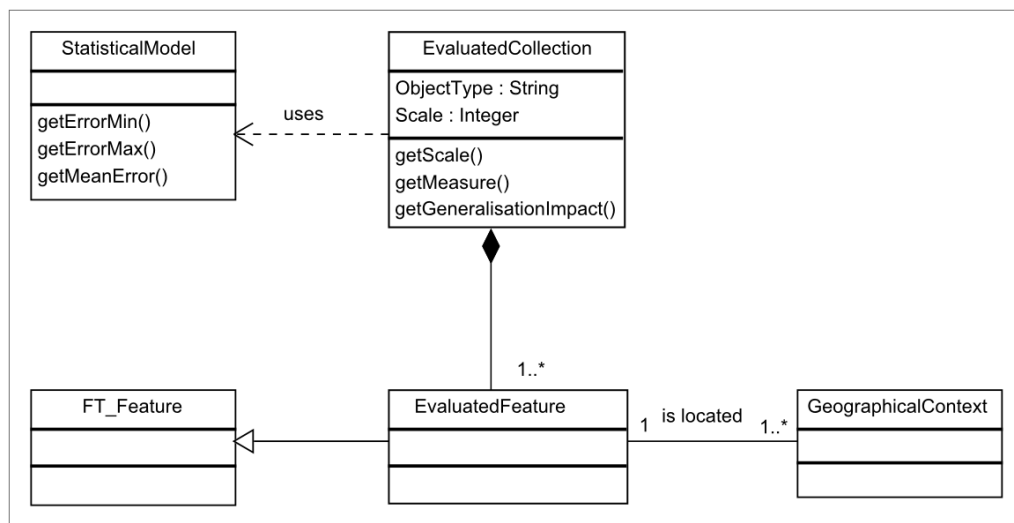 StatisticalModel
getErrorMin()
getErrorMax()
getMeanError()
uses
EvaluatedCollection
ObjectType : String
Scale : Integer
getScale()
getMeasure()
getGeneralisationImpact()
1..*
FT_Feature
EvaluatedFeature
1
is located
1..*
GeographicalContext